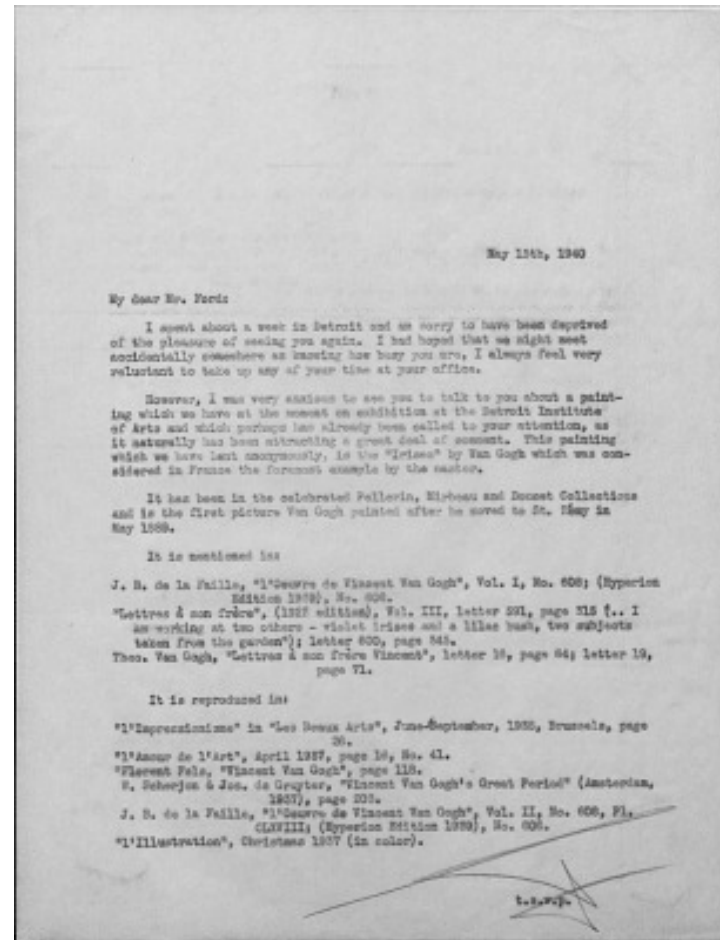 May 13th, 1940
My dear Mr. Ford:
I spent about a week in Detroit and am sorry to have been deprived
of the pleasure of seeing you again. I had hoped that we might meet
accidentally somewhere as knowing how busy you are, I always feel very
reluctant to take up any of your time at your office.
However, I was very anxious to see you to talk to you about a paint-
ing which we have at the moment on exhibition at the Detroit Institute
of Arts and which perhaps has already been called to your attention, as
it naturally has been attracting a great deal of comment. This painting
which we have lent anonymously, is the "Irises" by Van Gogh which was con-
sidered in France the foremost example by the master.
It has been in the celebrated Pellerin, Mirbeau and Doucet Collections
and is the first picture Van Gogh painted after he moved to St. Rémy in
May 1889.
It is mentioned in:
J. B. de la Faille, "l'Oeuvre de Vincent Van Gogh", Vol. I, No. 608; (Hyperion
Edition 1939), No. 606.
"Lettres à son frère", (1937 edition), Vol. III, letter 591, page 315 (.. I
am working at two others - violet irises and a lilac bush, two subjects
taken from the garden"); letter 600, page 345.
Theo. Van Gogh, "Lettres à son frère Vincent", letter 16, page 64; letter 19,
page 71.
It is reproduced in:
"l'Impressionisme" in "Les Beaux Arts", June-September, 1935, Brussels, page
"l'Amour de l'Art", April 1937, page 16, No. 41.
"Florent Fels, "Vincent Van Gogh", page 118.
W. Scherjon & Jos. de Gruyter, "Vincent Van Gogh's Great Period" (Amsterdam,
1937), page 205.
J. B. de la Faille, "l'Oeuvre de Vincent Van Gogh", Vol. II, No. 608, Pl.
CLXVIII; (Hyperion Edition 1939), No. 606.
"l'Illustration", Christmas 1937 (in color).
t.s.v.p.